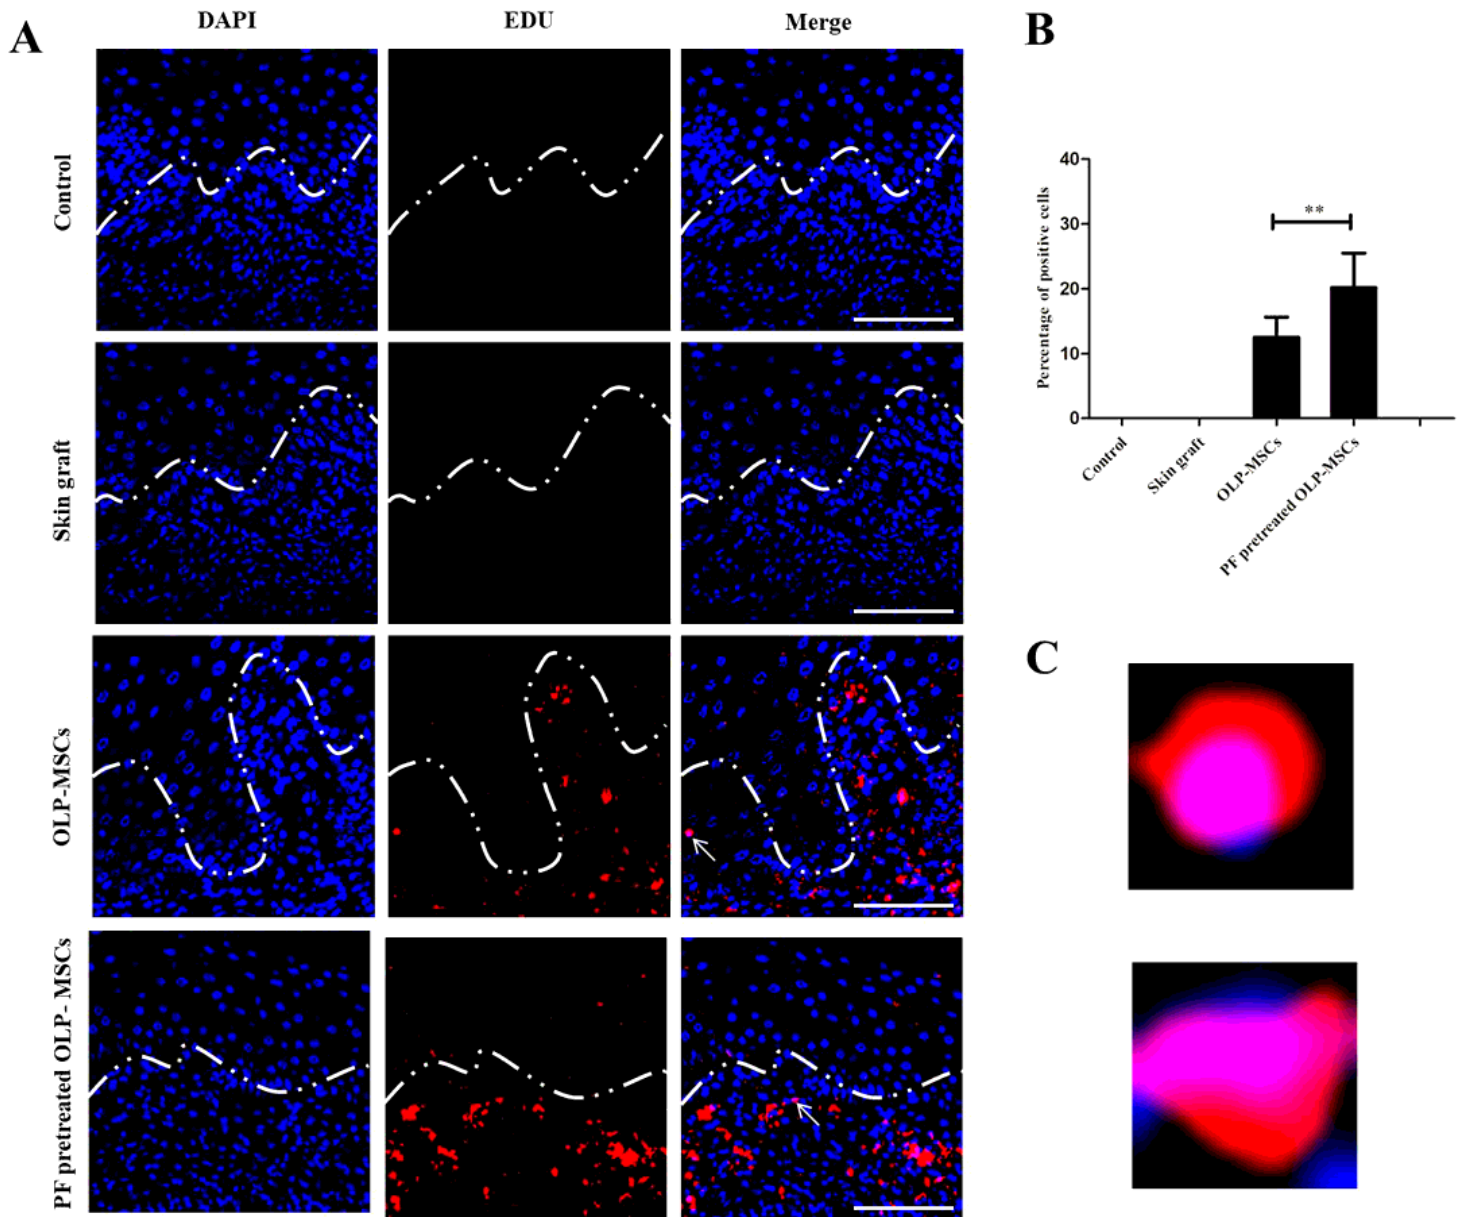 A
DAPI
EDU
Merge
Control
Skin graft
OLP-MSCs
PF pretreated OLP- MSCs
B
Percentage of positive cells
40
30
20
10
0
**
Control
Skin graft
OLP-MSCs
PF pretreated OLP-MSCs
C